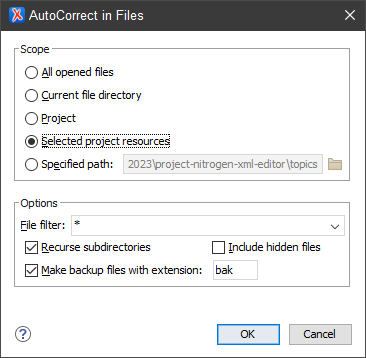 AutoCorrect in Files
Scope
All opened files
Current file directory
Project
Selected project resources
Specified path: 2023\project-nitrogen-xml-editor\topics
Options
File filter: *
Recurse subdirectories Include hidden files
Make backup files with extension: bak
? OK Cancel